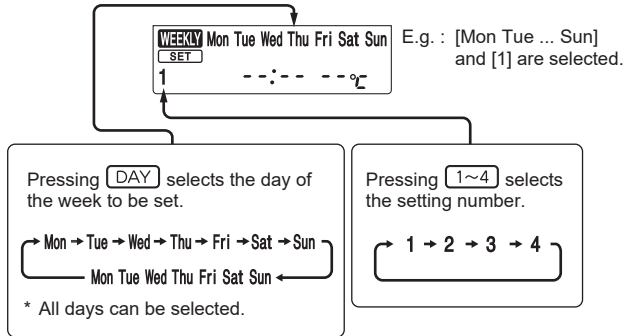 WEEKLY Mon Tue Wed Thu Fri Sat Sun
SET
1 --:-- --℃
E.g. : [Mon Tue ... Sun]
and [1] are selected.
Pressing DAY selects the day of
the week to be set.
Mon → Tue → Wed → Thu → Fri → Sat → Sun
Mon Tue Wed Thu Fri Sat Sun ←
* All days can be selected.
Pressing 1~4 selects
the setting number.
1 → 2 → 3 → 4